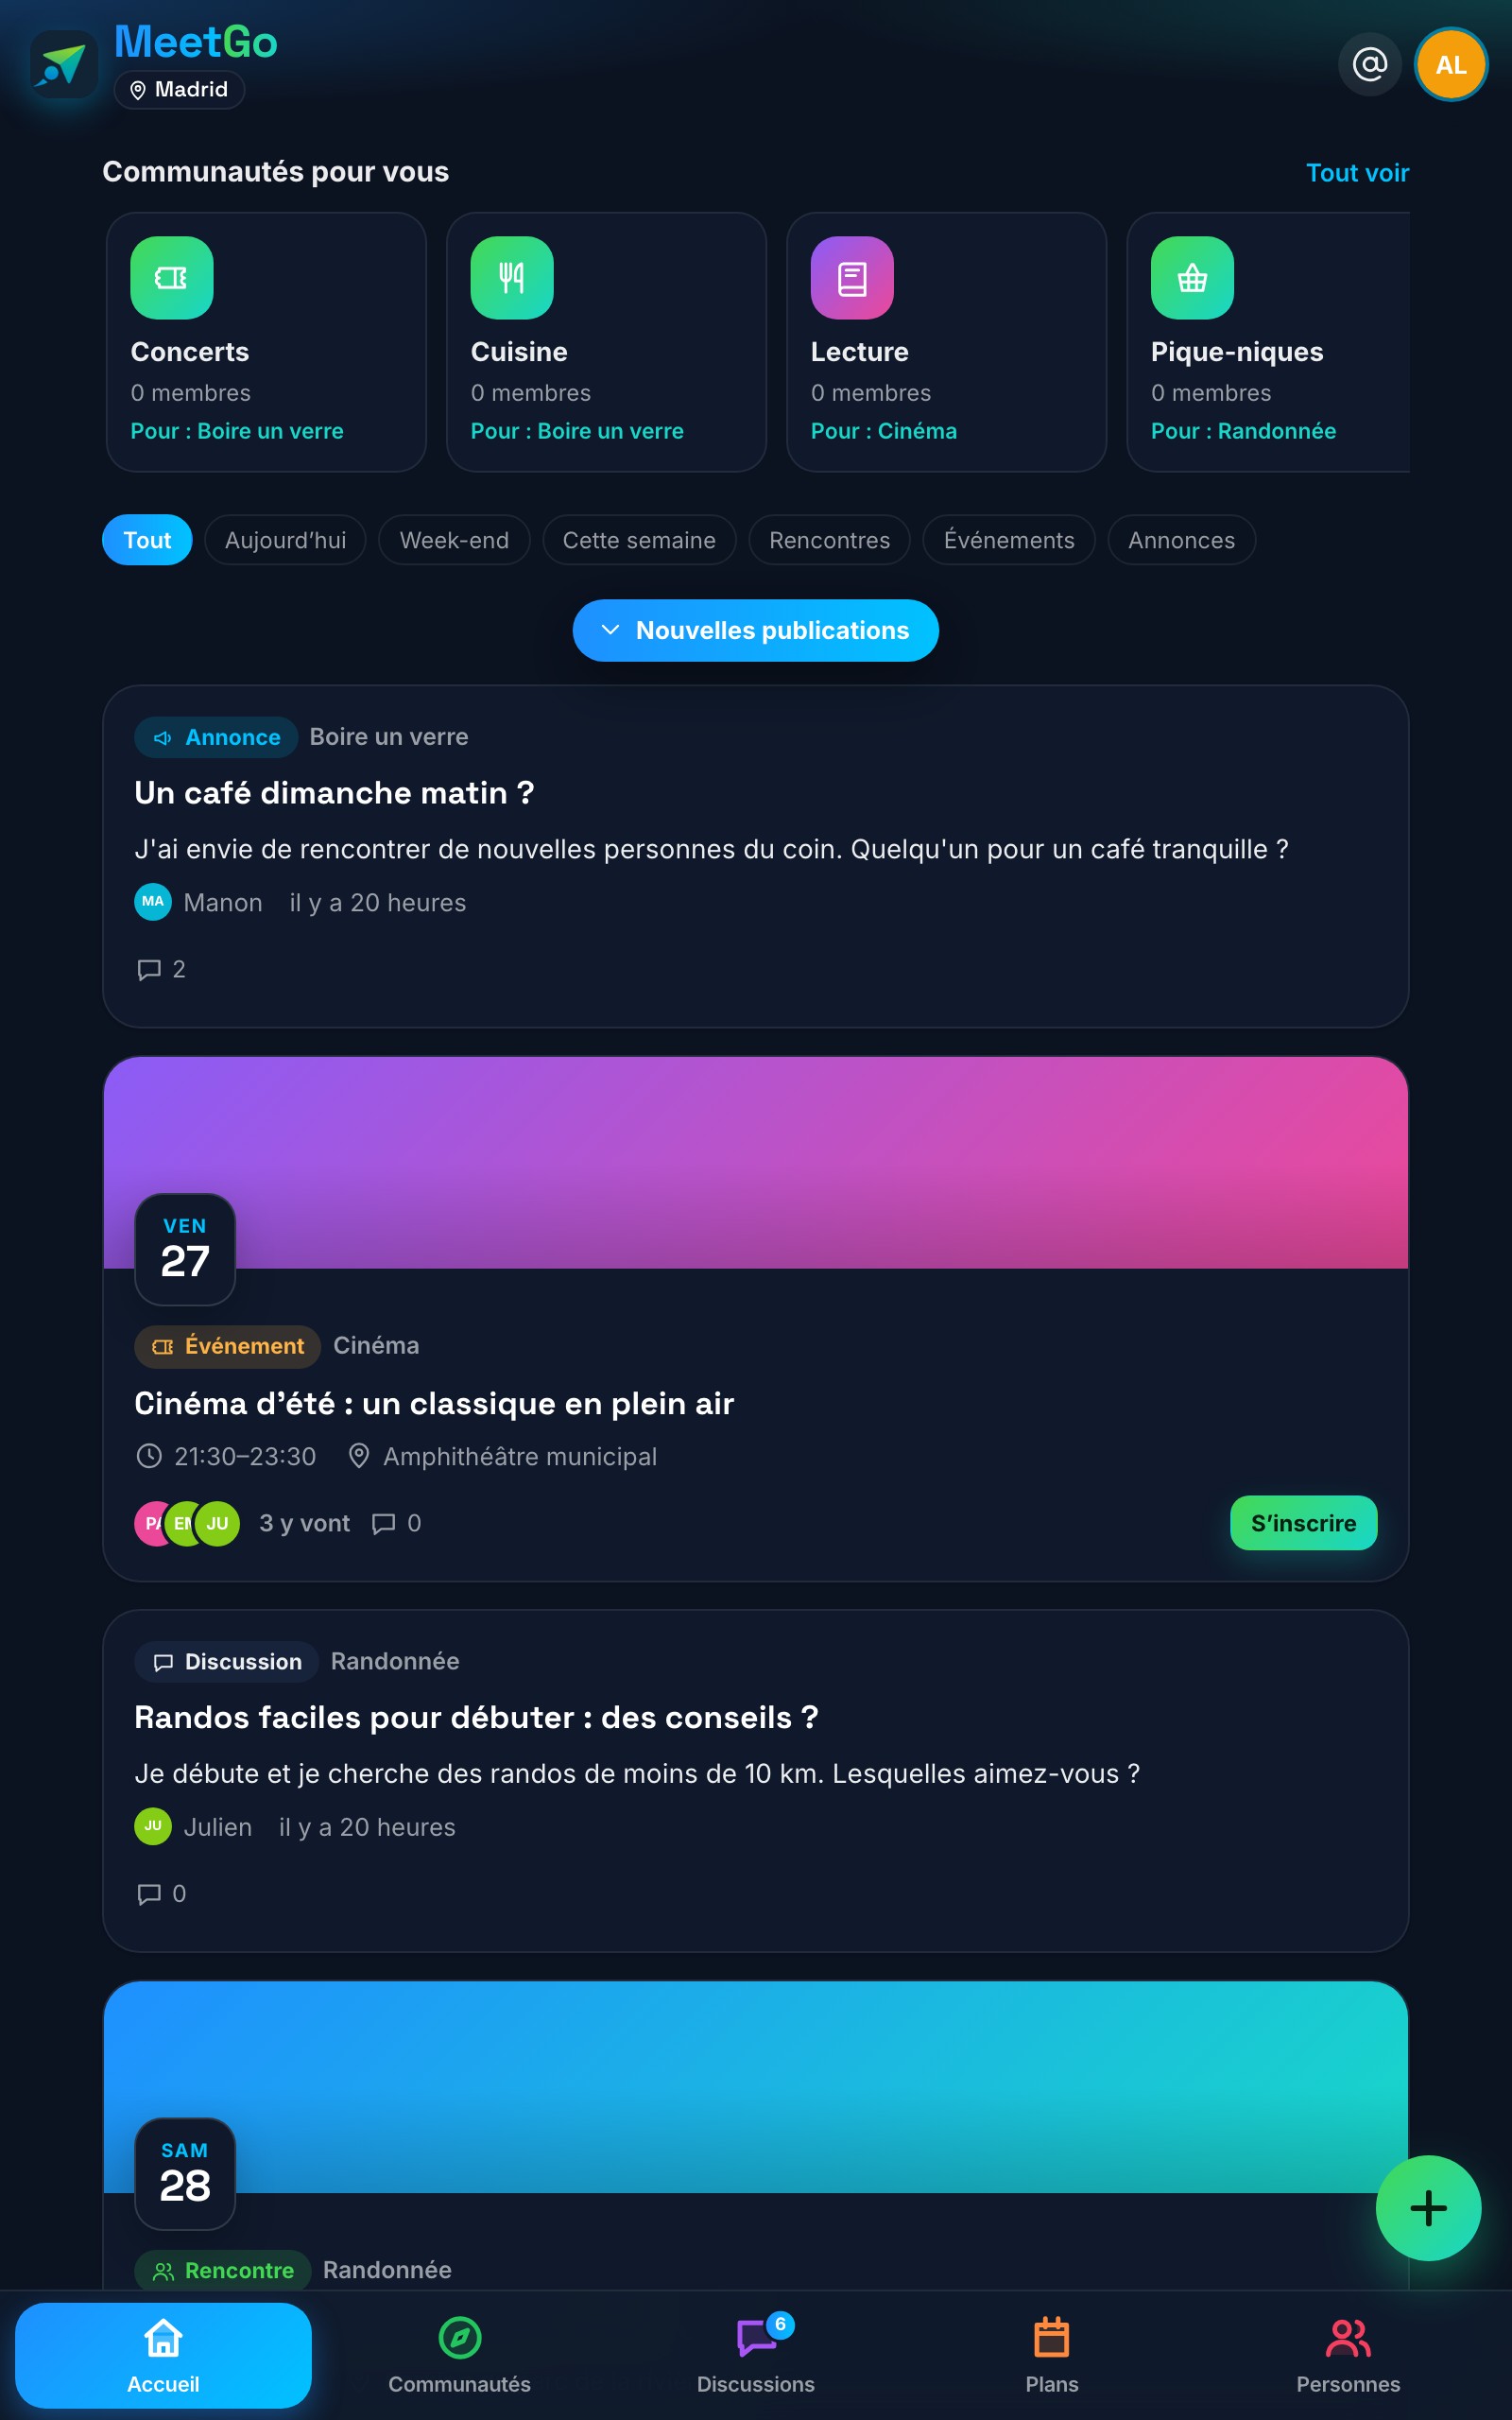 MeetGo
Madrid
AL
Communautés pour vous
Tout voir
Concerts
0 membres
Pour : Boire un verre
Cuisine
0 membres
Pour : Boire un verre
Lecture
0 membres
Pour : Cinéma
Pique-niques
0 membres
Pour : Randonnée
Tout
Aujourd’hui
Week-end
Cette semaine
Rencontres
Événements
Annonces
Nouvelles publications
Annonce Boire un verre
Un café dimanche matin ?
J'ai envie de rencontrer de nouvelles personnes du coin. Quelqu'un pour un café tranquille ?
MA Manon il y a 20 heures
2
VEN
27
Événement Cinéma
Cinéma d’été : un classique en plein air
21:30–23:30 Amphithéâtre municipal
PA EN JU 3 y vont 0
S’inscrire
Discussion Randonnée
Randos faciles pour débuter : des conseils ?
Je débute et je cherche des randos de moins de 10 km. Lesquelles aimez-vous ?
JU Julien il y a 20 heures
0
SAM
28
Rencontre Randonnée
Accueil
Communautés
6
Discussions
Plans
Personnes